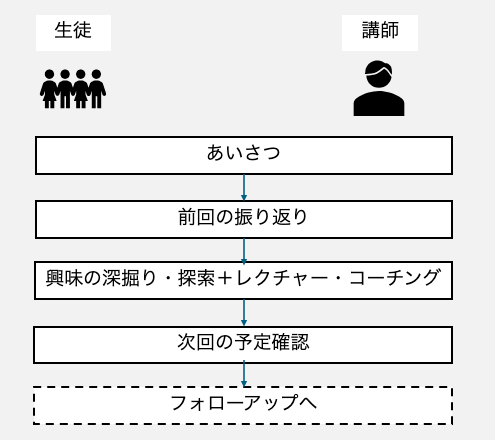 生徒
講師
あいさつ
前回の振り返り
興味の深掘り・探索＋レクチャー・コーチング
次回の予定確認
フォローアップへ